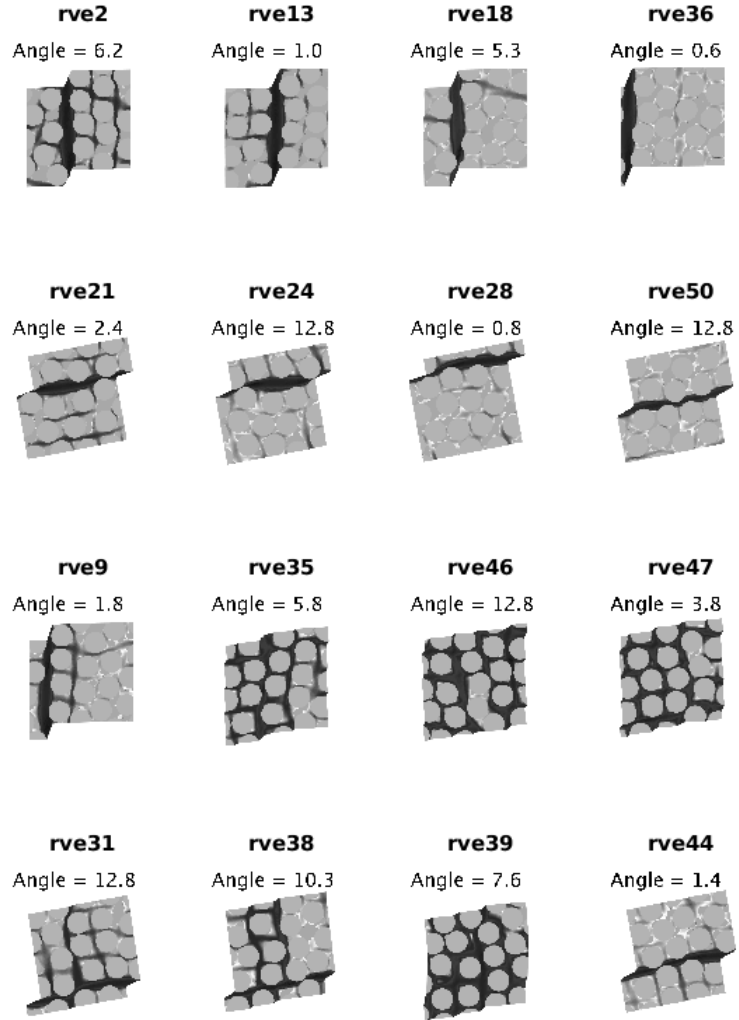 rve2 rve13 rve18 rve36
Angle = 6.2 Angle = 1.0 Angle = 5.3 Angle = 0.6
rve21 rve24 rve28 rve50
Angle = 2.4 Angle = 12.8 Angle = 0.8 Angle = 12.8
rve9 rve35 rve46 rve47
Angle = 1.8 Angle = 5.8 Angle = 12.8 Angle = 3.8
rve31 rve38 rve39 rve44
Angle = 12.8 Angle = 10.3 Angle = 7.6 Angle = 1.4